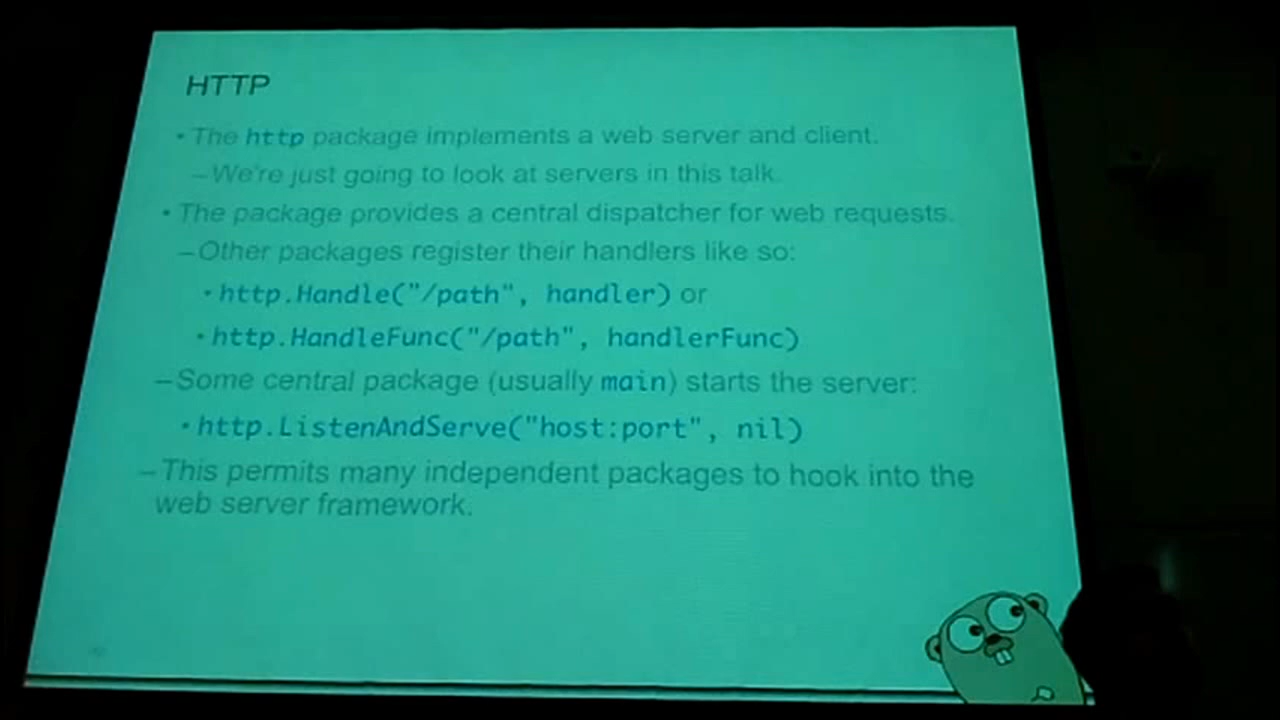 HTTP
• The http package implements a web server and client.
– We're just going to look at servers in this talk.
• The package provides a central dispatcher for web requests.
– Other packages register their handlers like so:
• http.Handle("/path", handler) or
• http.HandleFunc("/path", handlerFunc)
– Some central package (usually main) starts the server:
• http.ListenAndServe("host:port", nil)
– This permits many independent packages to hook into the
web server framework.